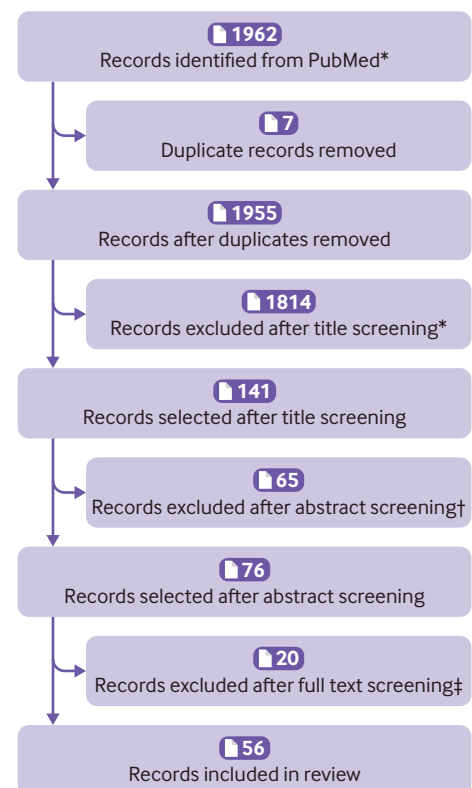 1962
Records identified from PubMed*
7
Duplicate records removed
1955
Records after duplicates removed
1814
Records excluded after title screening*
141
Records selected after title screening
65
Records excluded after abstract screening†
76
Records selected after abstract screening
20
Records excluded after full text screening‡
56
Records included in review